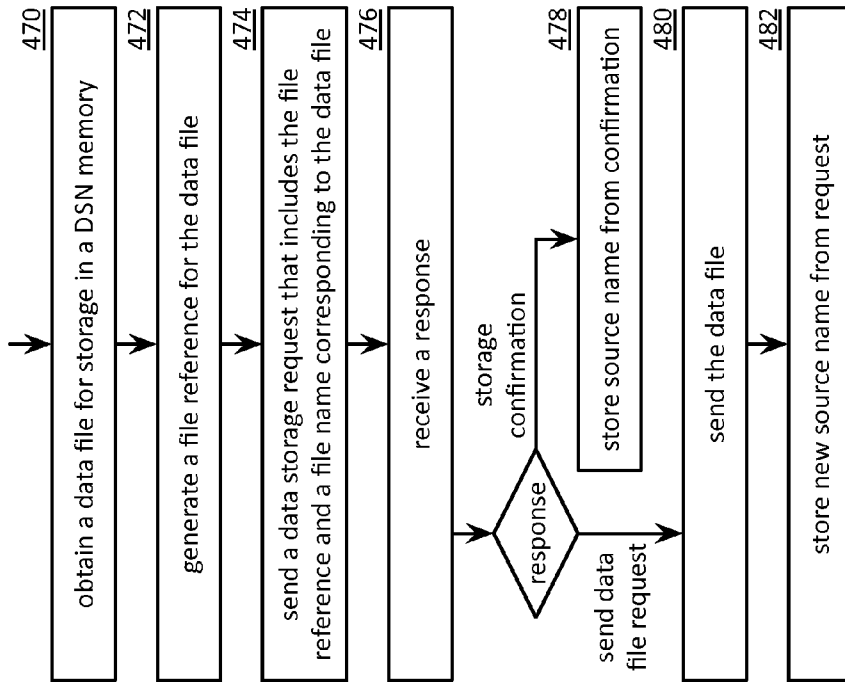 470
obtain a data file for storage in a DSN memory
472
generate a file reference for the data file
474
send a data storage request that includes the file
reference and a file name corresponding to the data file
476
receive a response
response
storage
confirmation
478
store source name from confirmation
send data
file request
480
send the data file
482
store new source name from request